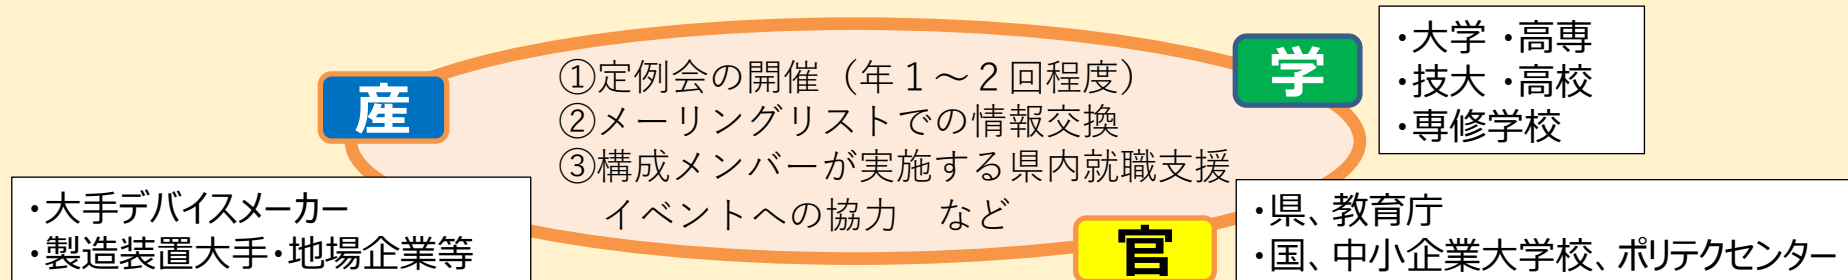 産
・大手デバイスメーカー
・製造装置大手・地場企業等
①定例会の開催（年１～２回程度）
②メーリングリストでの情報交換
③構成メンバーが実施する県内就職支援
イベントへの協力　など
学
・大学 ・高専
・技大 ・高校
・専修学校
官
・県、教育庁
・国、中小企業大学校、ポリテクセンター